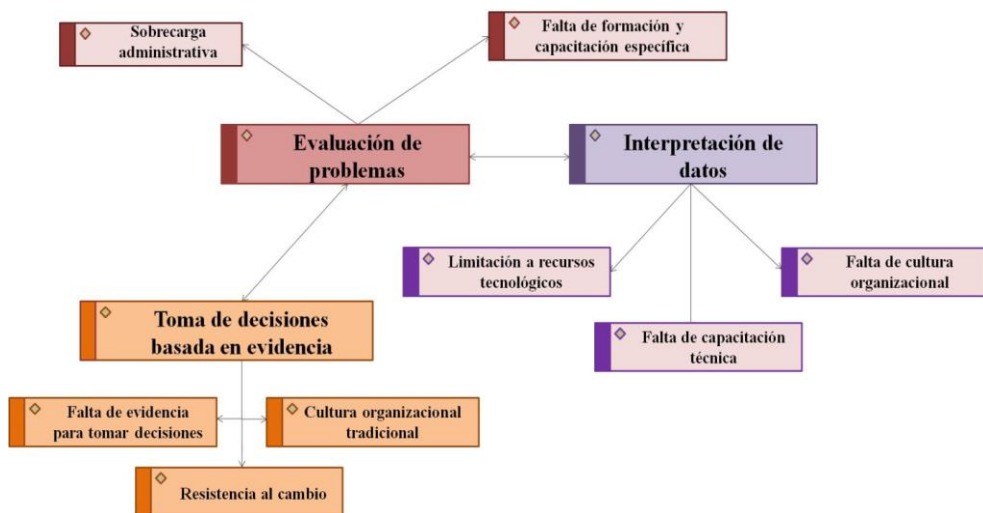 Sobrecarga
administrativa
Falta de formación y
capacitación específica
Evaluación de
problemas
Interpretación de
datos
Limitación a recursos
tecnológicos
Falta de cultura
organizacional
Falta de capacitación
técnica
Toma de decisiones
basada en evidencia
Falta de evidencia
para tomar decisiones
Cultura organizacional
tradicional
Resistencia al cambio